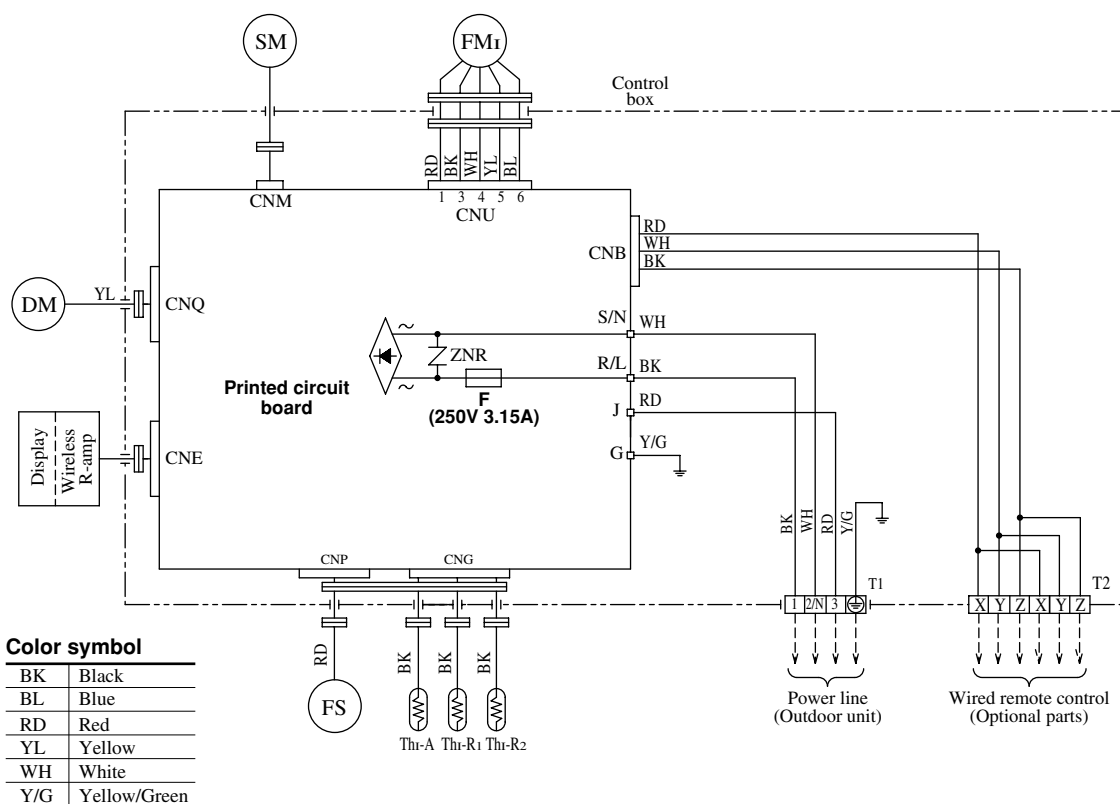 SM
FMI
Control
box
RD
BK
WH
YL
BL
1 3 4 5 6
CNM
CNU
CNB
RD
WH
BK
DM
YL
CNQ
S/N
WH
ZNR
R/L
BK
Printed circuit
board
F
(250V 3.15A)
J
RD
G
Y/G
Display
Wireless
R-amp
CNE
BK
WH
RD
Y/G
CNP
CNG
T1
1 2/N 3
T2
X Y Z X Y Z
RD
BK
BK
BK
FS
ThI-A ThI-R1 ThI-R2
Power line
(Outdoor unit)
Wired remote control
(Optional parts)
Color symbol
BK Black
BL Blue
RD Red
YL Yellow
WH White
Y/G Yellow/Green